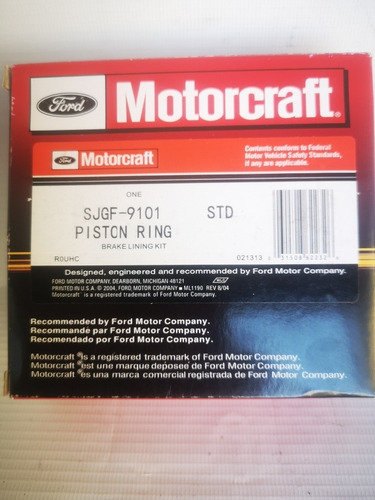 Ford
Motorcraft®
Ford
Motorcraft
Contents conform to Federal
Motor Vehicle Safety Standards,
if any are applicable.
ONE
SJGF-9101 STD
PISTON RING
BRAKE LINING KIT
R0UHC
021313
Designed, engineered and recommended by Ford Motor Company.
FORD MOTOR COMPANY, DEARBORN, MICHIGAN 48121
PRINTED IN U.S.A. © 2004, FORD MOTOR COMPANY • ML1190 REV 8/04
Motorcraft® is a registered trademark of Ford Motor Company.
Recommended by Ford Motor Company.
Recommandé par Ford Motor Company.
Recomendado por Ford Motor Company.
Motorcraft® is a registered trademark of Ford Motor Company.
Motorcraft® est une marque deposee de Ford Motor Company.
Motorcraft® es una marca comercial registrada de Ford Motor Company.